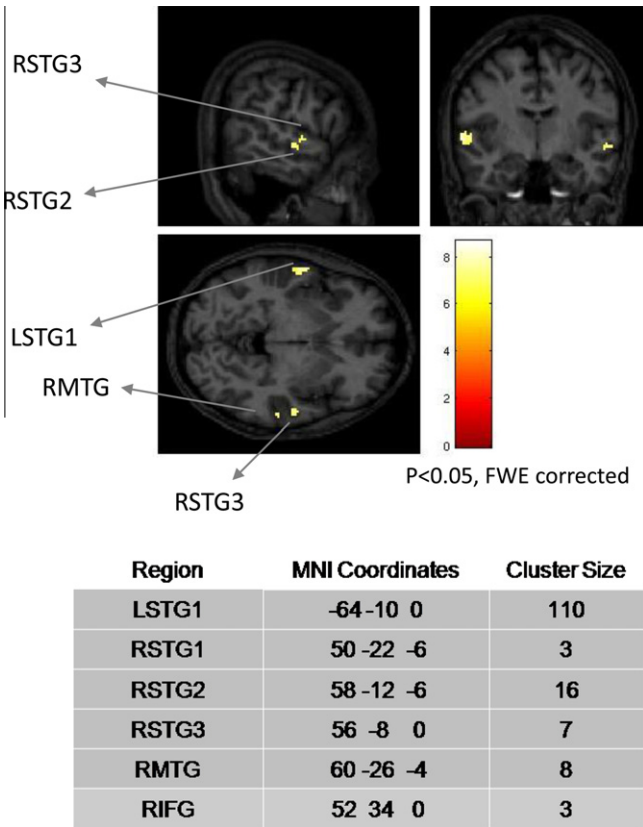 RSTG3
RSTG2
LSTG1
RMTG
RSTG3
8
6
4
2
0
P<0.05, FWE corrected
Region MNI Coordinates Cluster Size
LSTG1 -64 -10 0 110
RSTG1 50 -22 -6 3
RSTG2 58 -12 -6 16
RSTG3 56 -8 0 7
RMTG 60 -26 -4 8
RIFG 52 34 0 3